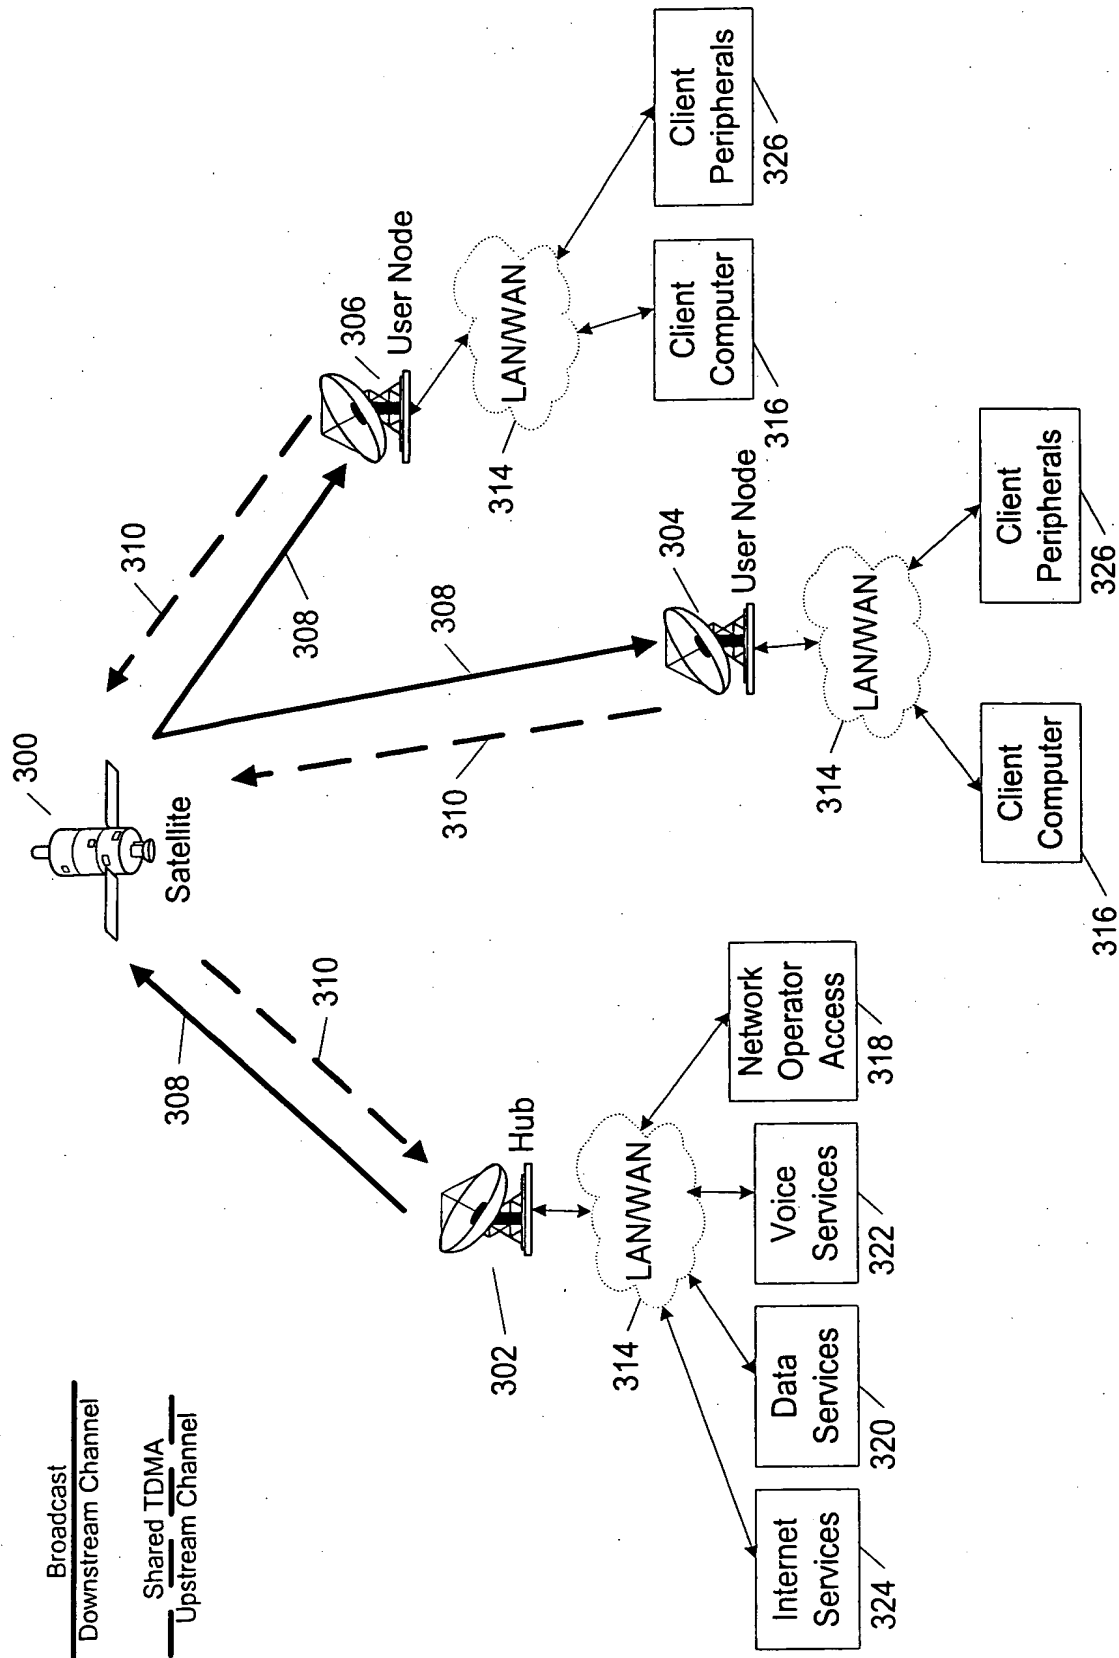 Broadcast
Downstream Channel
Shared TDMA
Upstream Channel
300
Satellite
308
310
310
308
308
310
302
Hub
306
User Node
304
User Node
314
LAN/WAN
314
LAN/WAN
314
LAN/WAN
Internet
Services
324
Data
Services
320
Voice
Services
322
Network
Operator
Access
318
Client
Computer
316
Client
Peripherals
326
Client
Computer
316
Client
Peripherals
326